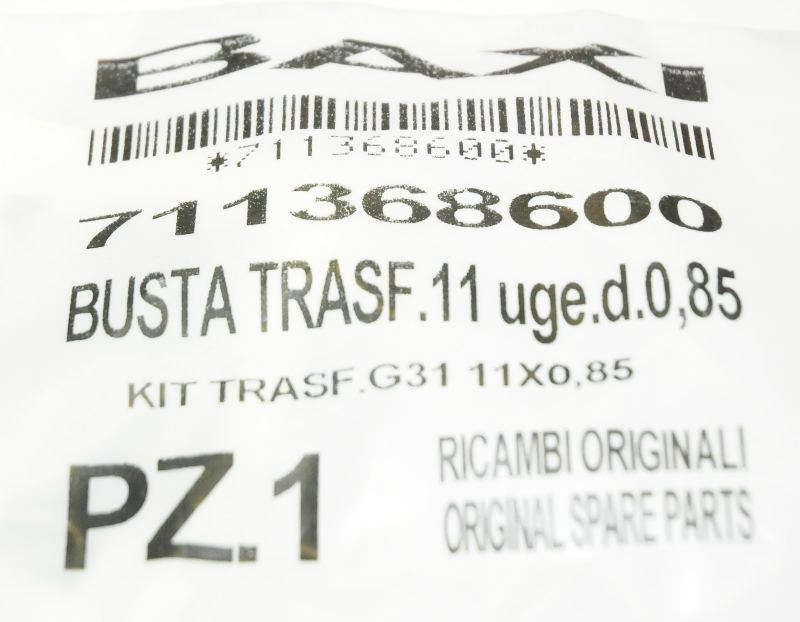 BAXI
*711368600*
711368600
BUSTA TRASF.11 uge.d.0,85
KIT TRASF.G31 11X0,85
PZ.1
RICAMBI ORIGINALI
ORIGINAL SPARE PARTS